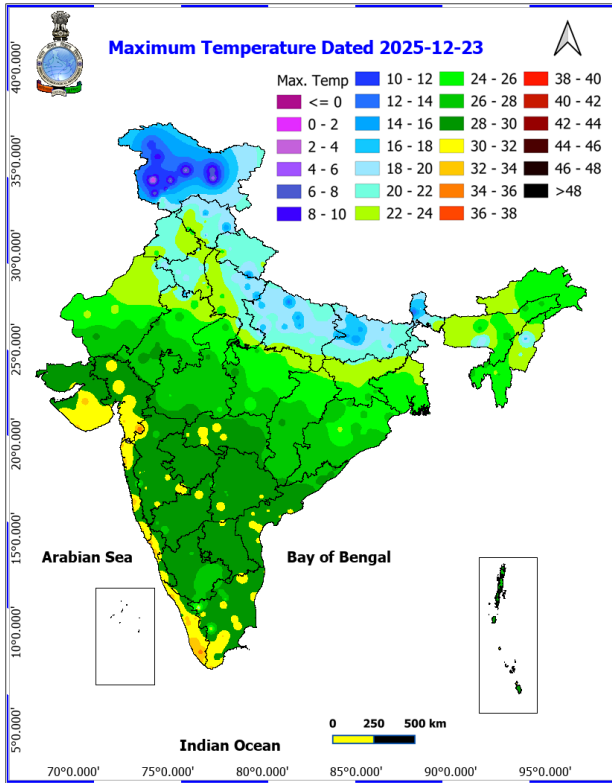 Maximum Temperature Dated 2025-12-23
Max. Temp
<= 0
0 - 2
2 - 4
4 - 6
6 - 8
8 - 10
10 - 12
12 - 14
14 - 16
16 - 18
18 - 20
20 - 22
22 - 24
24 - 26
26 - 28
28 - 30
30 - 32
32 - 34
34 - 36
36 - 38
38 - 40
40 - 42
42 - 44
44 - 46
46 - 48
>48
40°0.000'
35°0.000'
30°0.000'
25°0.000'
20°0.000'
15°0.000'
10°0.000'
5°0.000'
Arabian Sea
Bay of Bengal
0 250 500 km
Indian Ocean
70°0.000' 75°0.000' 80°0.000' 85°0.000' 90°0.000' 95°0.000'